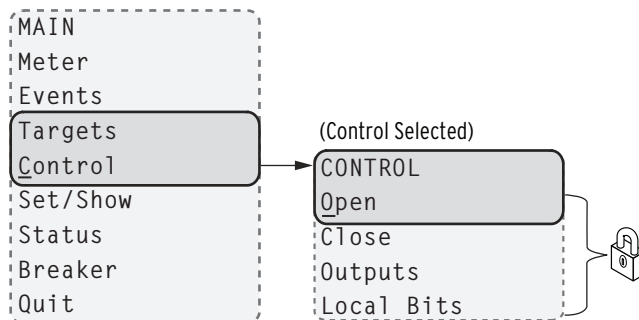 MAIN
Meter
Events
Targets
Control
Set/Show
Status
Breaker
Quit
(Control Selected)
CONTROL
Open
Close
Outputs
Local Bits